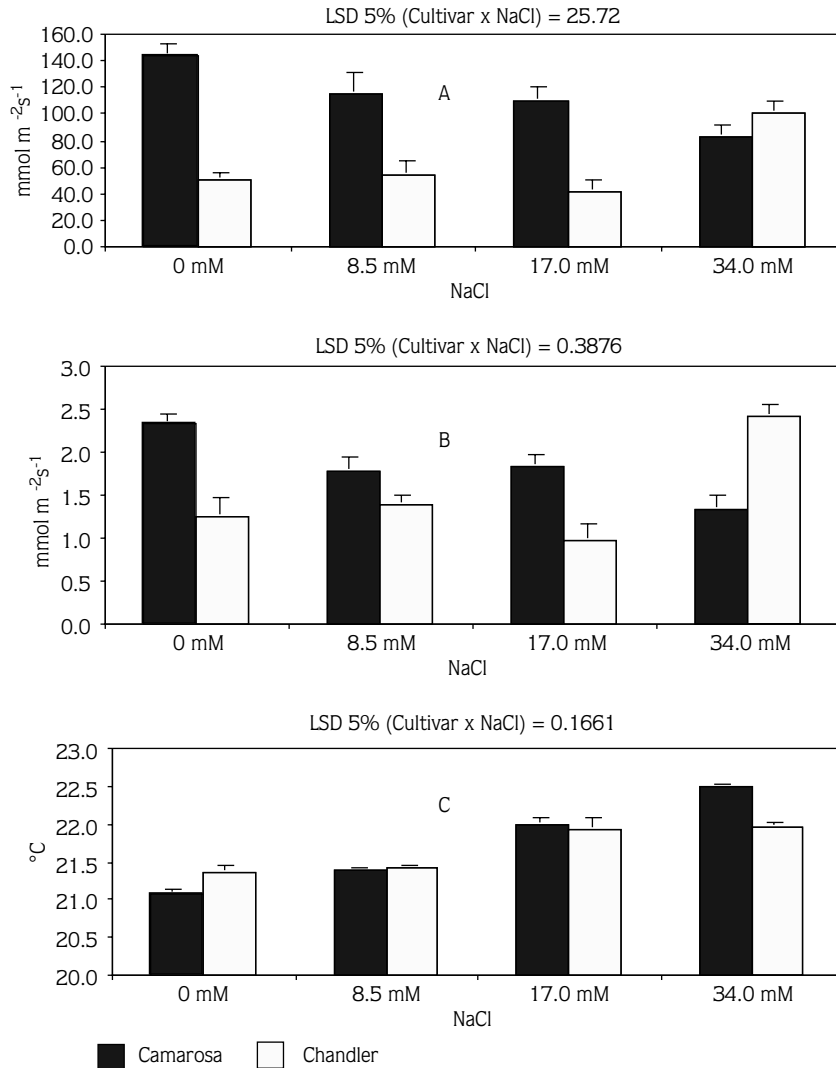 LSD 5% (Cultivar x NaCl) = 25.72
160.0
140.0
120.0
100.0
80.0
60.0
40.0
20.0
0.0
mmol m⁻²s⁻¹
A
0 mM 8.5 mM 17.0 mM 34.0 mM
NaCl
LSD 5% (Cultivar x NaCl) = 0.3876
3.0
2.5
2.0
1.5
1.0
0.5
0.0
mmol m⁻²s⁻¹
B
0 mM 8.5 mM 17.0 mM 34.0 mM
NaCl
LSD 5% (Cultivar x NaCl) = 0.1661
23.0
22.5
22.0
21.5
21.0
20.5
20.0
°C
C
0 mM 8.5 mM 17.0 mM 34.0 mM
NaCl
Camarosa Chandler